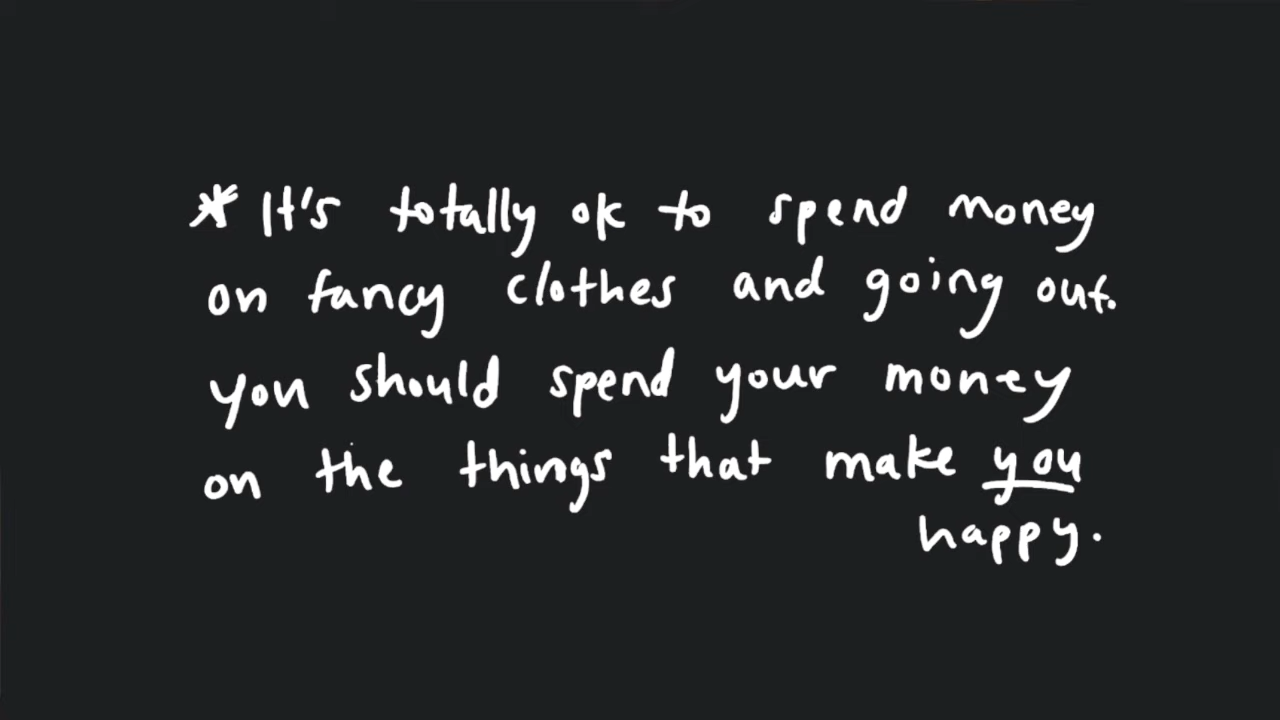 * It's totally ok to spend money
on fancy clothes and going out.
you should spend your money
on the things that make you
happy.